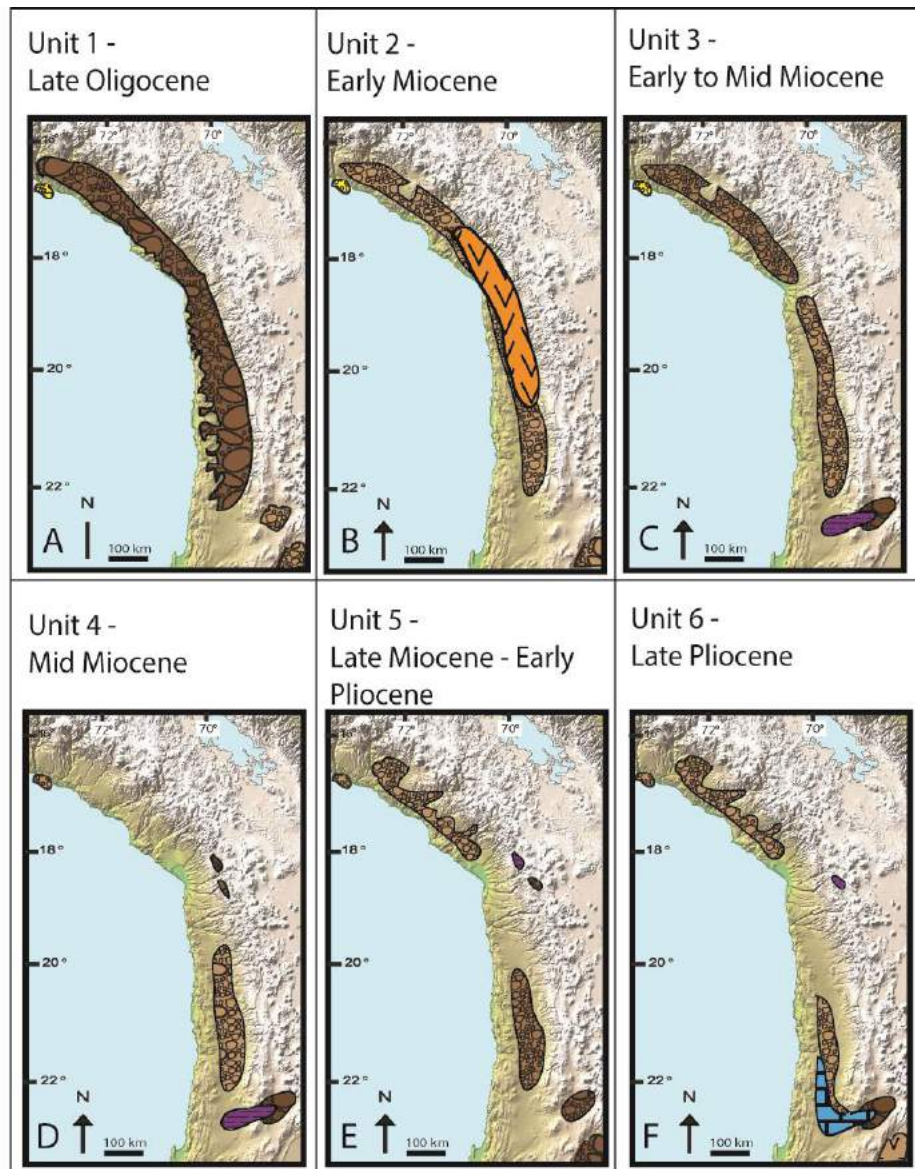 Unit 1 -
Late Oligocene
72°
70°
18°
20°
22°
N
A
100 km
Unit 2 -
Early Miocene
72°
70°
18°
20°
22°
N
B
100 km
Unit 3 -
Early to Mid Miocene
72°
70°
18°
20°
22°
N
C
100 km
Unit 4 -
Mid Miocene
72°
70°
18°
20°
22°
N
D
100 km
Unit 5 -
Late Miocene - Early
Pliocene
72°
70°
18°
20°
22°
N
E
100 km
Unit 6 -
Late Pliocene
72°
70°
18°
20°
22°
N
F
100 km